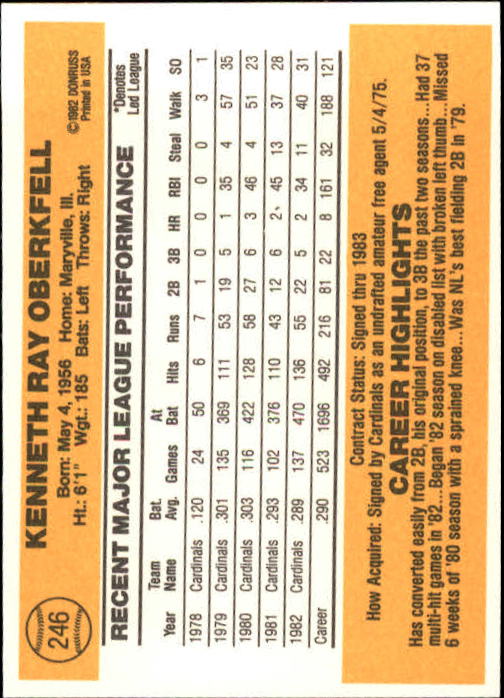 246
KENNETH RAY OBERKFELL
Born: May 4, 1956 Home: Maryville, Ill.
Ht.: 6'1" Wgt.: 185 Bats: Left Throws: Right
©1982 DONRUSS
Printed in USA
RECENT MAJOR LEAGUE PERFORMANCE
*Denotes
Led League
Year Team Name Bat. Avg. Games At Bat Hits Runs 2B 3B HR RBI Steal Walk SO
1978 Cardinals .120 24 50 6 7 1 0 0 0 0 3 1
1979 Cardinals .301 135 369 111 53 19 5 1 35 4 57 35
1980 Cardinals .303 116 422 128 58 27 6 3 46 4 51 23
1981 Cardinals .293 102 376 110 43 12 6 2 45 13 37 28
1982 Cardinals .289 137 470 136 55 22 5 2 34 11 40 31
Career .290 523 1696 492 216 81 22 8 161 32 188 121
Contract Status: Signed thru 1983
How Acquired: Signed by Cardinals as an undrafted amateur free agent 5/4/75.
CAREER HIGHLIGHTS
Has converted easily from 2B, his original position, to 3B the past two seasons...Had 37
multi-hit games in '82...Began '82 season on disabled list with broken left thumb...Missed
6 weeks of '80 season with a sprained knee...Was NL's best fielding 2B in '79.